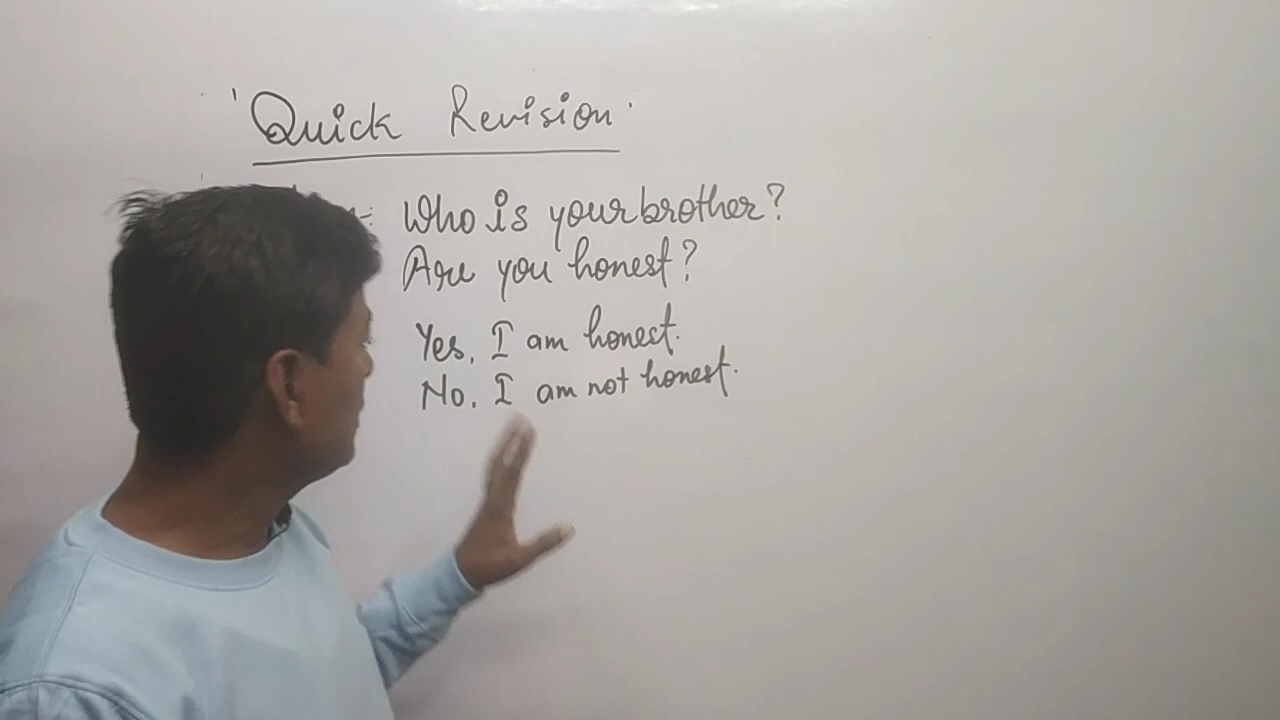 'Quick Revision'
Who is your brother?
Are you honest?
Yes, I am honest.
No, I am not honest.